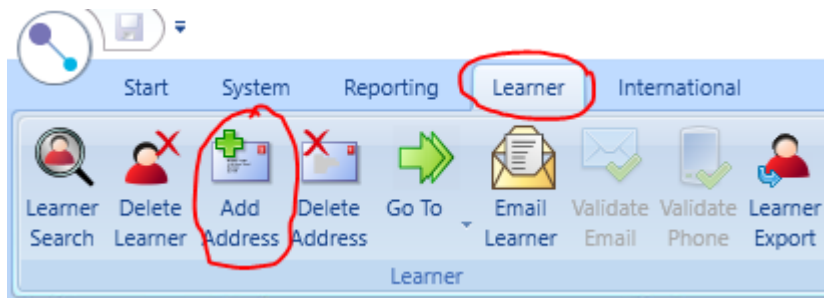 Start System Reporting Learner International
Learner Delete Add Delete Go To Email Validate Validate Learner
Search Learner Address Address Learner Email Phone Export
Learner